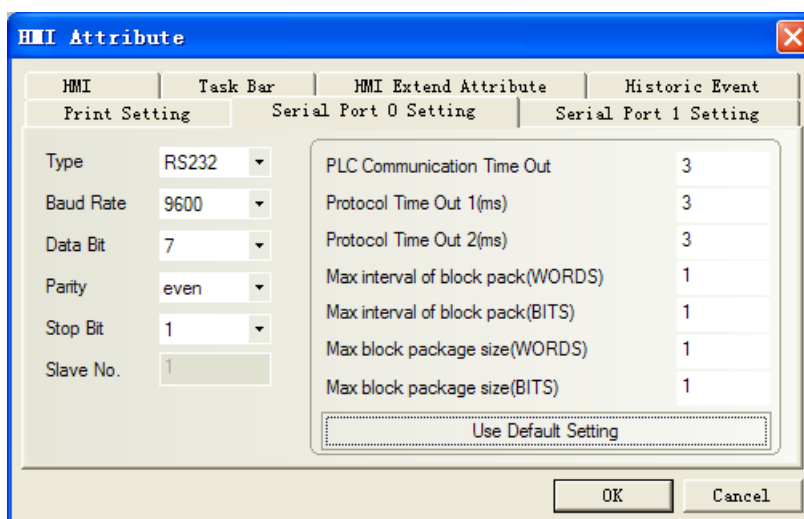 HMI Attribute
HMI Task Bar HMI Extend Attribute Historic Event
Print Setting Serial Port 0 Setting Serial Port 1 Setting
Type RS232
Baud Rate 9600
Data Bit 7
Parity even
Stop Bit 1
Slave No. 1
PLC Communication Time Out 3
Protocol Time Out 1(ms) 3
Protocol Time Out 2(ms) 3
Max interval of block pack(WORDS) 1
Max interval of block pack(BITS) 1
Max block package size(WORDS) 1
Max block package size(BITS) 1
Use Default Setting
OK Cancel